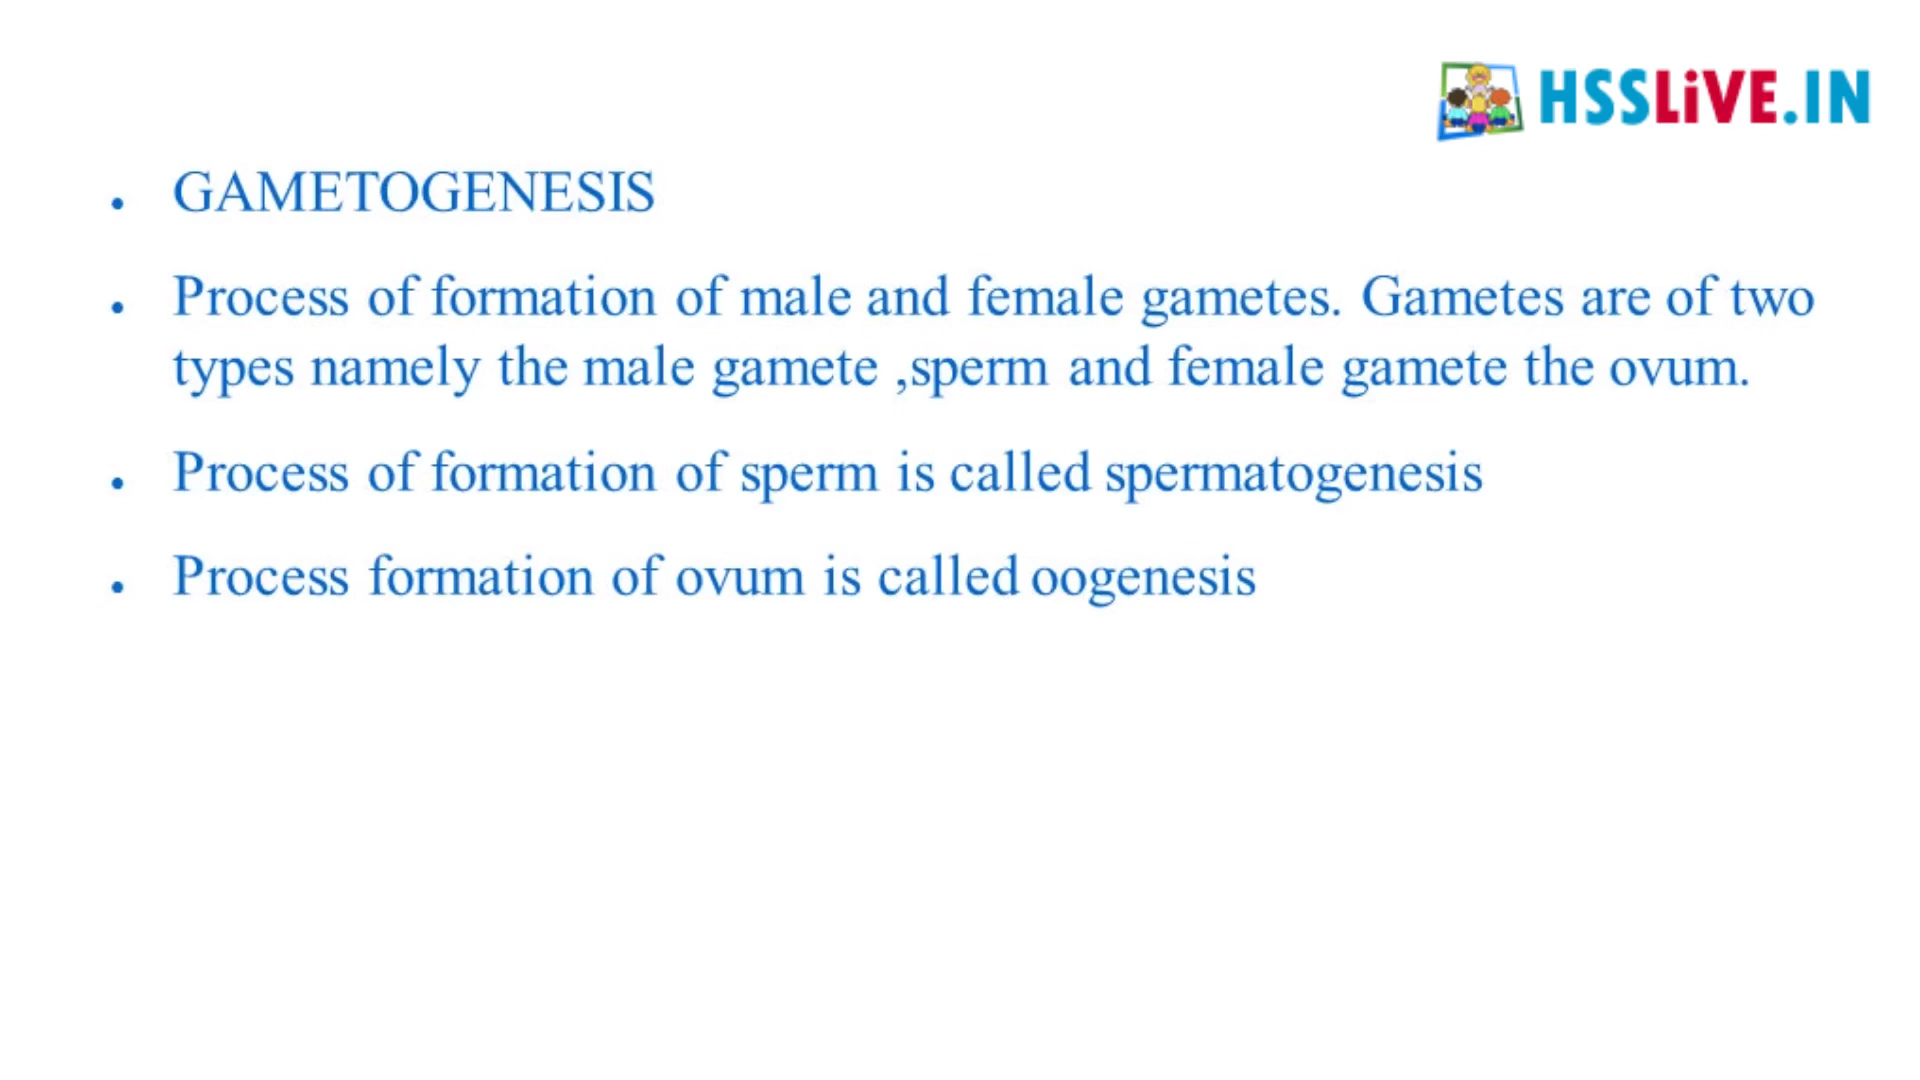 HSSLiVE.IN
• GAMETOGENESIS
• Process of formation of male and female gametes. Gametes are of two
types namely the male gamete ,sperm and female gamete the ovum.
• Process of formation of sperm is called spermatogenesis
• Process formation of ovum is called oogenesis